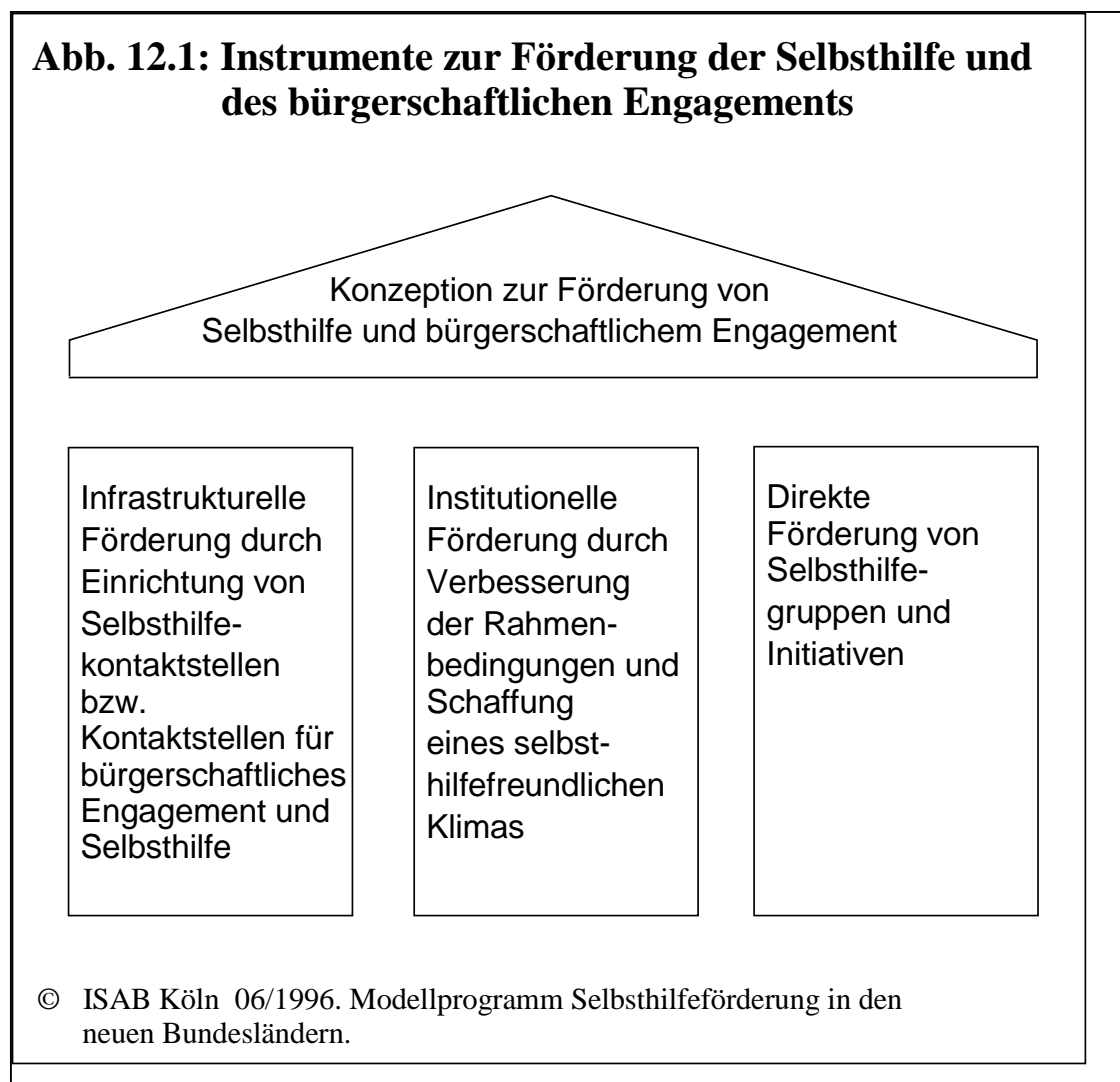 Abb. 12.1: Instrumente zur Förderung der Selbsthilfe und
des bürgerschaftlichen Engagements
Konzeption zur Förderung von
Selbsthilfe und bürgerschaftlichem Engagement
Infrastrukturelle
Förderung durch
Einrichtung von
Selbsthilfe-
kontaktstellen
bzw.
Kontaktstellen für
bürgerschaftliches
Engagement und
Selbsthilfe
Institutionelle
Förderung durch
Verbesserung
der Rahmen-
bedingungen und
Schaffung
eines selbst-
hilfefreundlichen
Klimas
Direkte
Förderung von
Selbsthilfe-
gruppen und
Initiativen
© ISAB Köln 06/1996. Modellprogramm Selbsthilfeförderung in den
neuen Bundesländern.